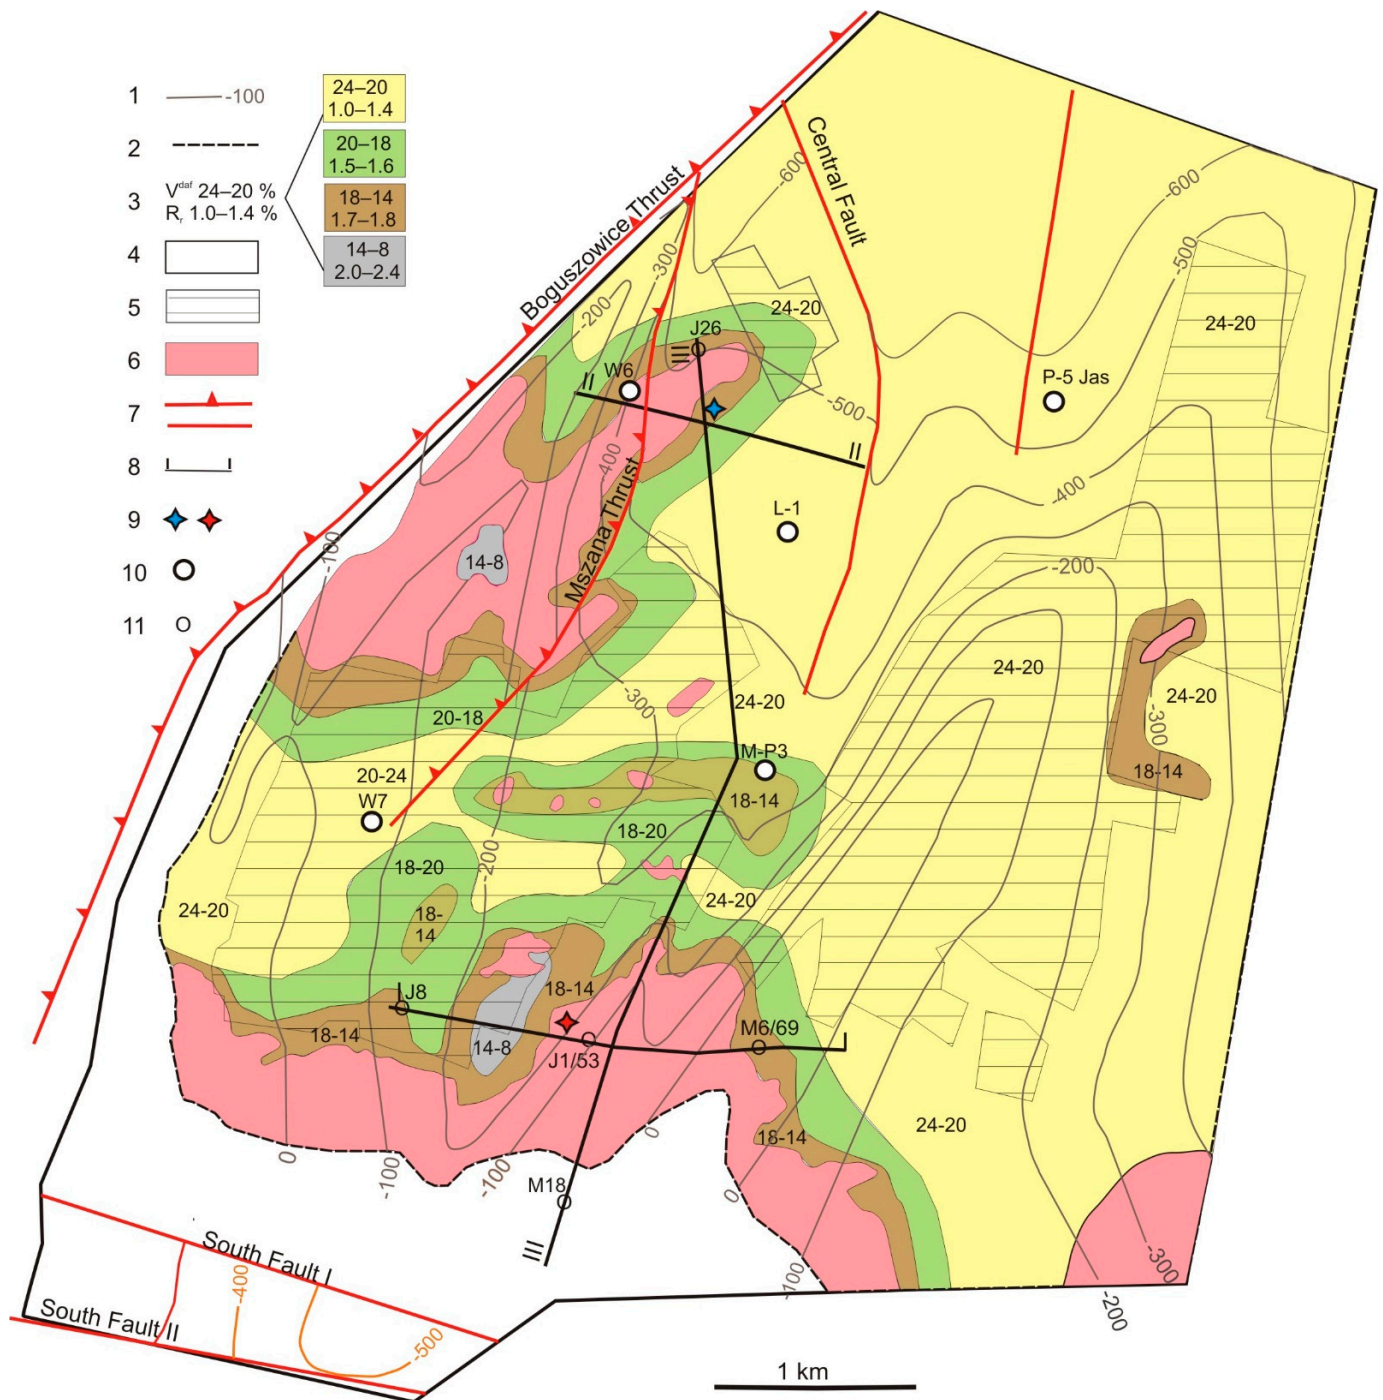 1 -100
2
3 Vdaf 24–20 %
Rr 1.0–1.4 %
4
5
6
7
8
9
10
11
24–20
1.0–1.4
20–18
1.5–1.6
18–14
1.7–1.8
14–8
2.0–2.4
Boguszowice Thrust
Central Fault
-600
-600
-500
-300
-200
24-20
24-20
J26
III
W6
II
P-5 Jas
-500
II
-400
-400
L-1
Mszana Thrust
-100
14-8
-200
24-20
24-20
-300
24-20
-300
20-18
M-P3
18-14
20-24
W7
18-14
18-20
-200
18-20
24-20
24-20
18-
14
18-14
I
J8
M6/69
I
18-14
14-8
J1/53
24-20
18-14
0
0
-100
-100
M18
0
III
-100
-300
-200
South Fault I
-400
South Fault II
-500
1 km